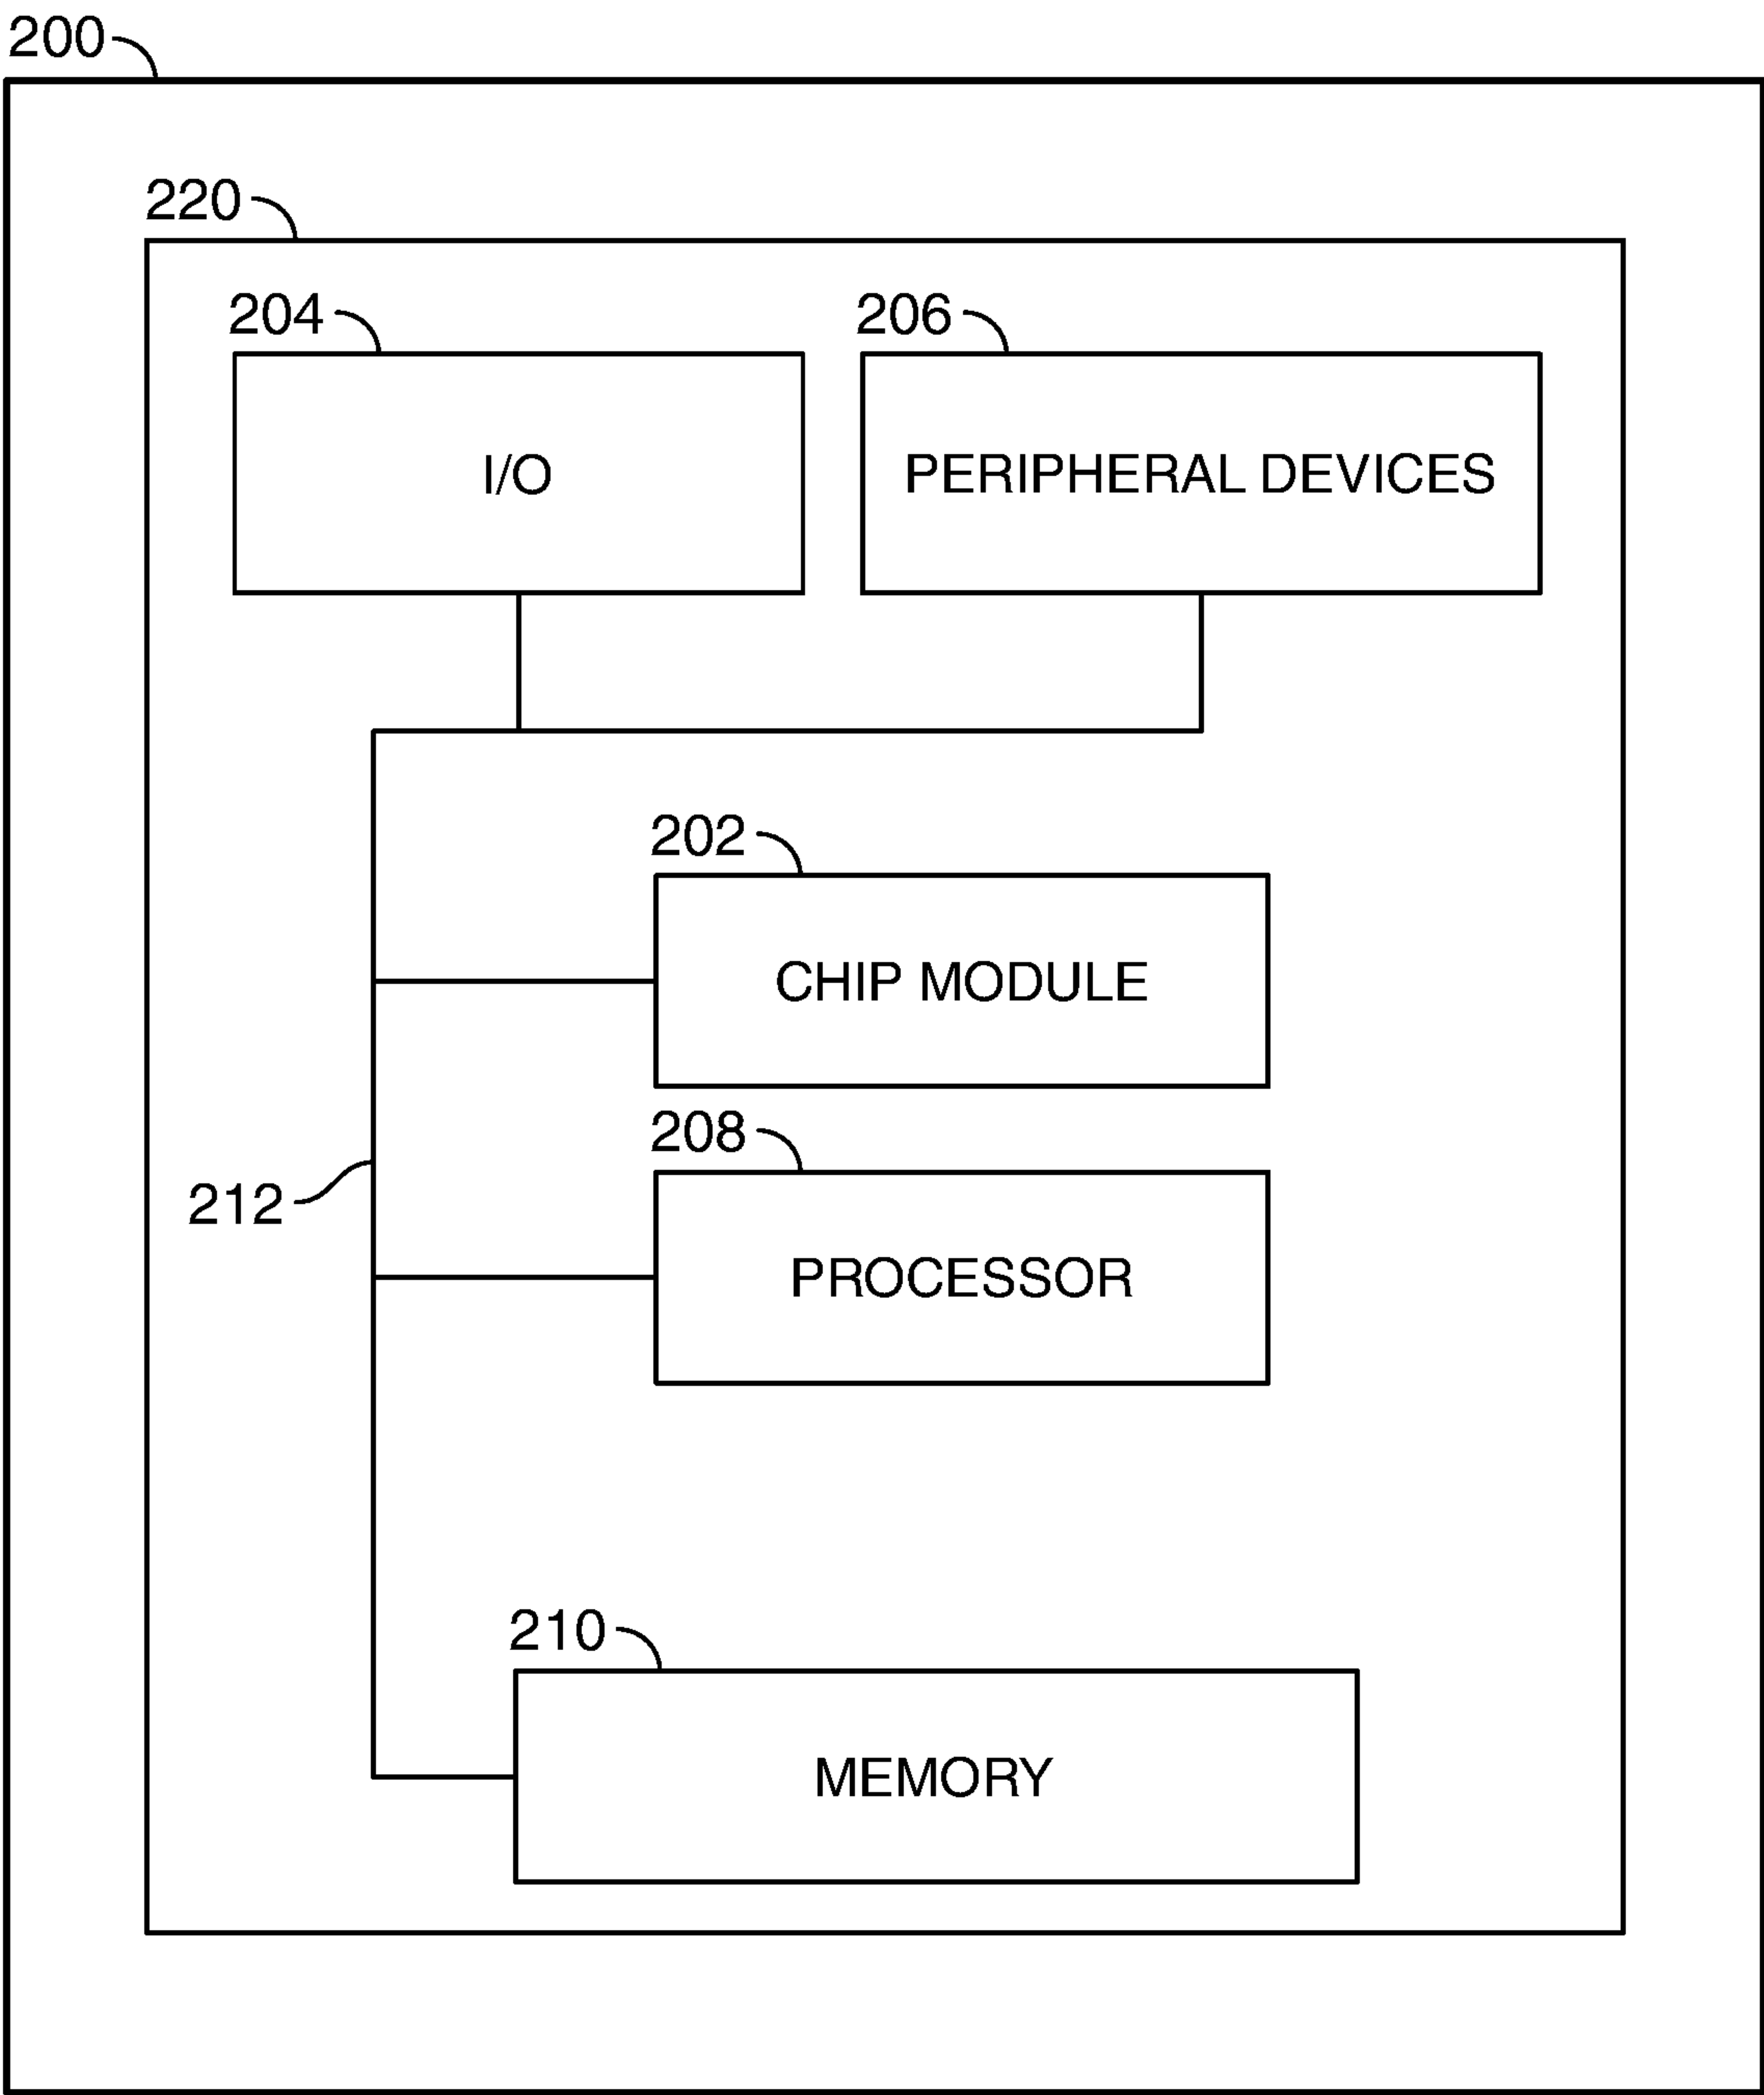 200
220
204
206
I/O
PERIPHERAL DEVICES
202
CHIP MODULE
208
212
PROCESSOR
210
MEMORY